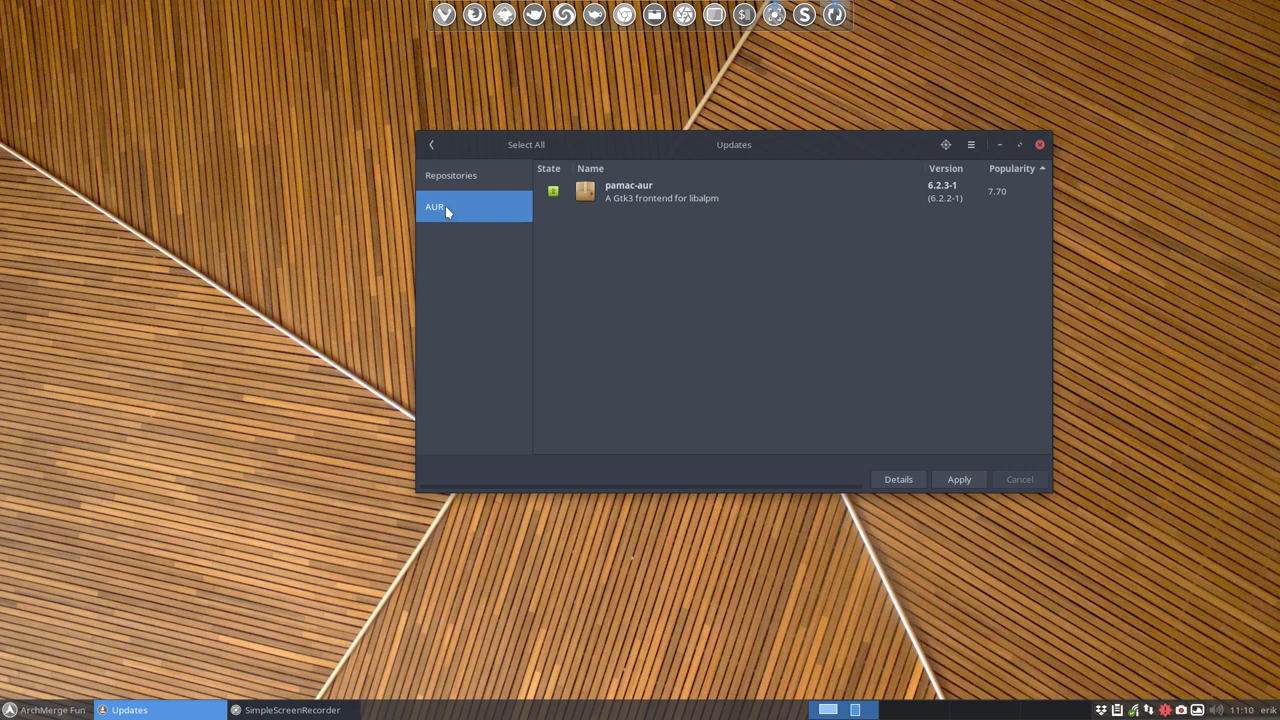 Select All
Updates
Repositories
AUR
State
Name
Version
Popularity
pamac-aur
A Gtk3 frontend for libalpm
6.2.3-1
(6.2.2-1)
7.70
Details
Apply
Cancel
ArchMerge Fun
Updates
SimpleScreenRecorder
11:10
erik